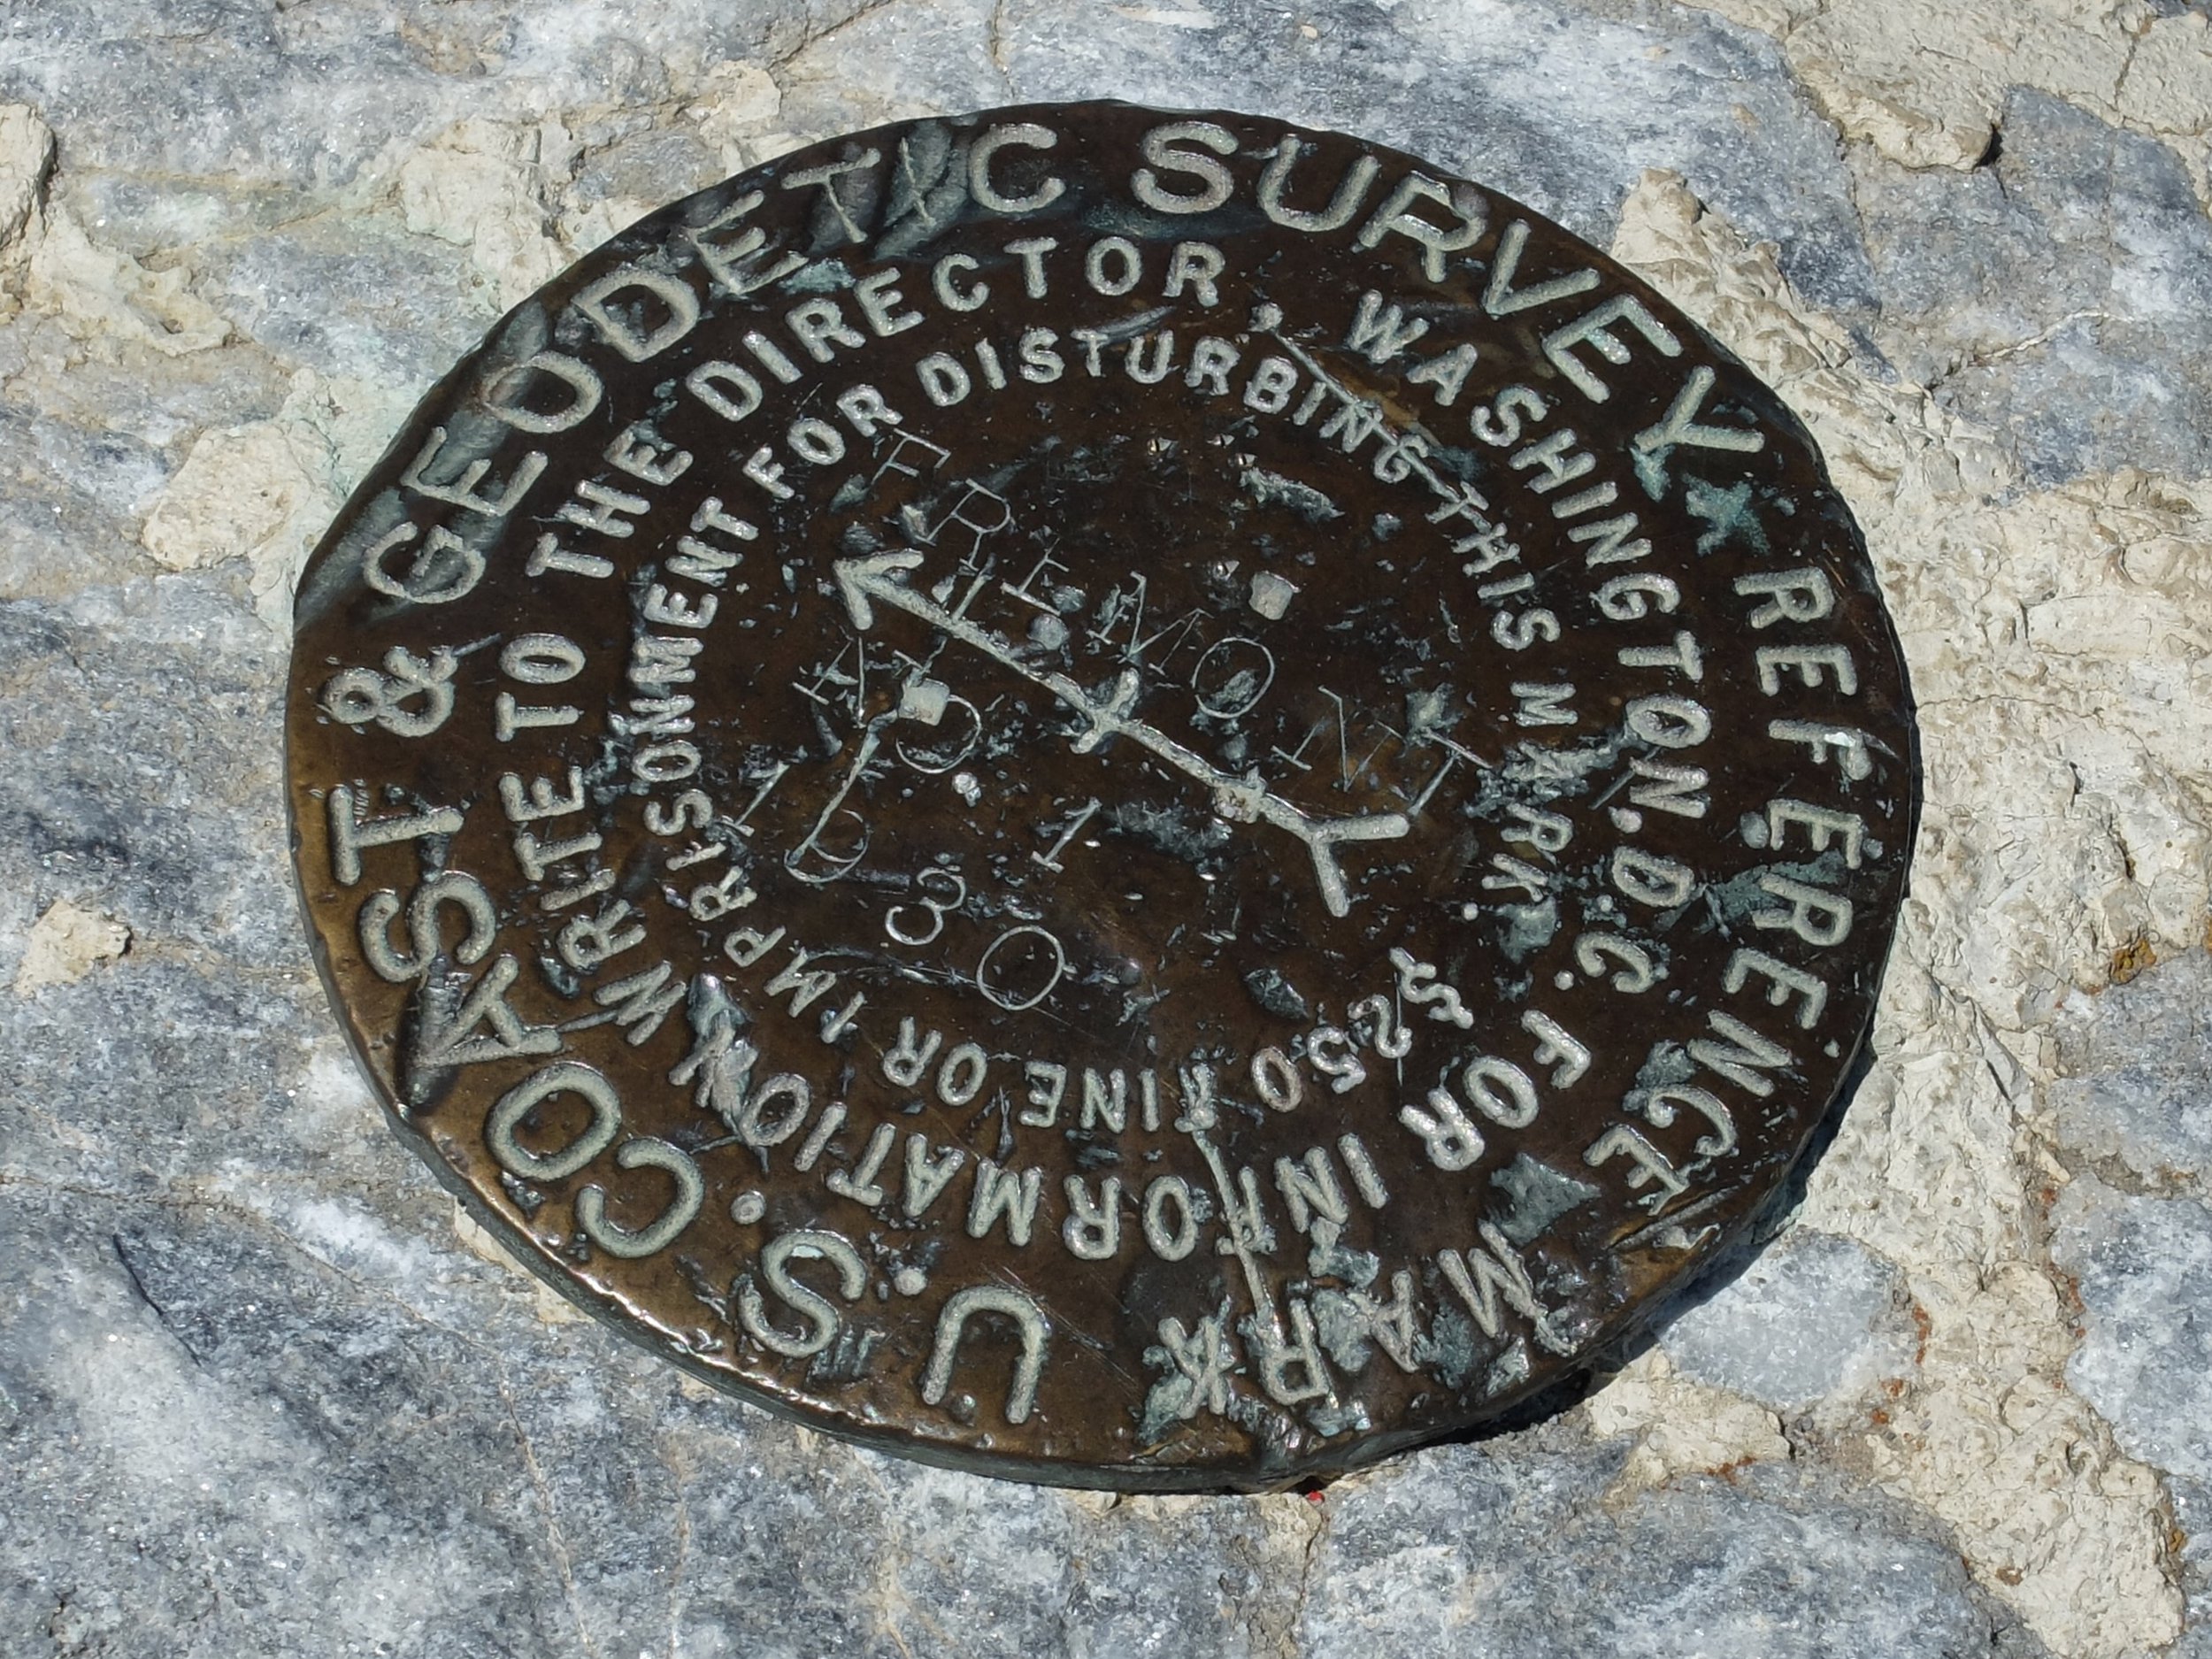 U.S. COAST & GEODETIC SURVEY REFERENCE MARK
FOR INFORMATION WRITE TO THE DIRECTOR, WASHINGTON, D.C.
$250 FINE OR IMPRISONMENT FOR DISTURBING THIS MARK.
FREMONT
NO 1
1930